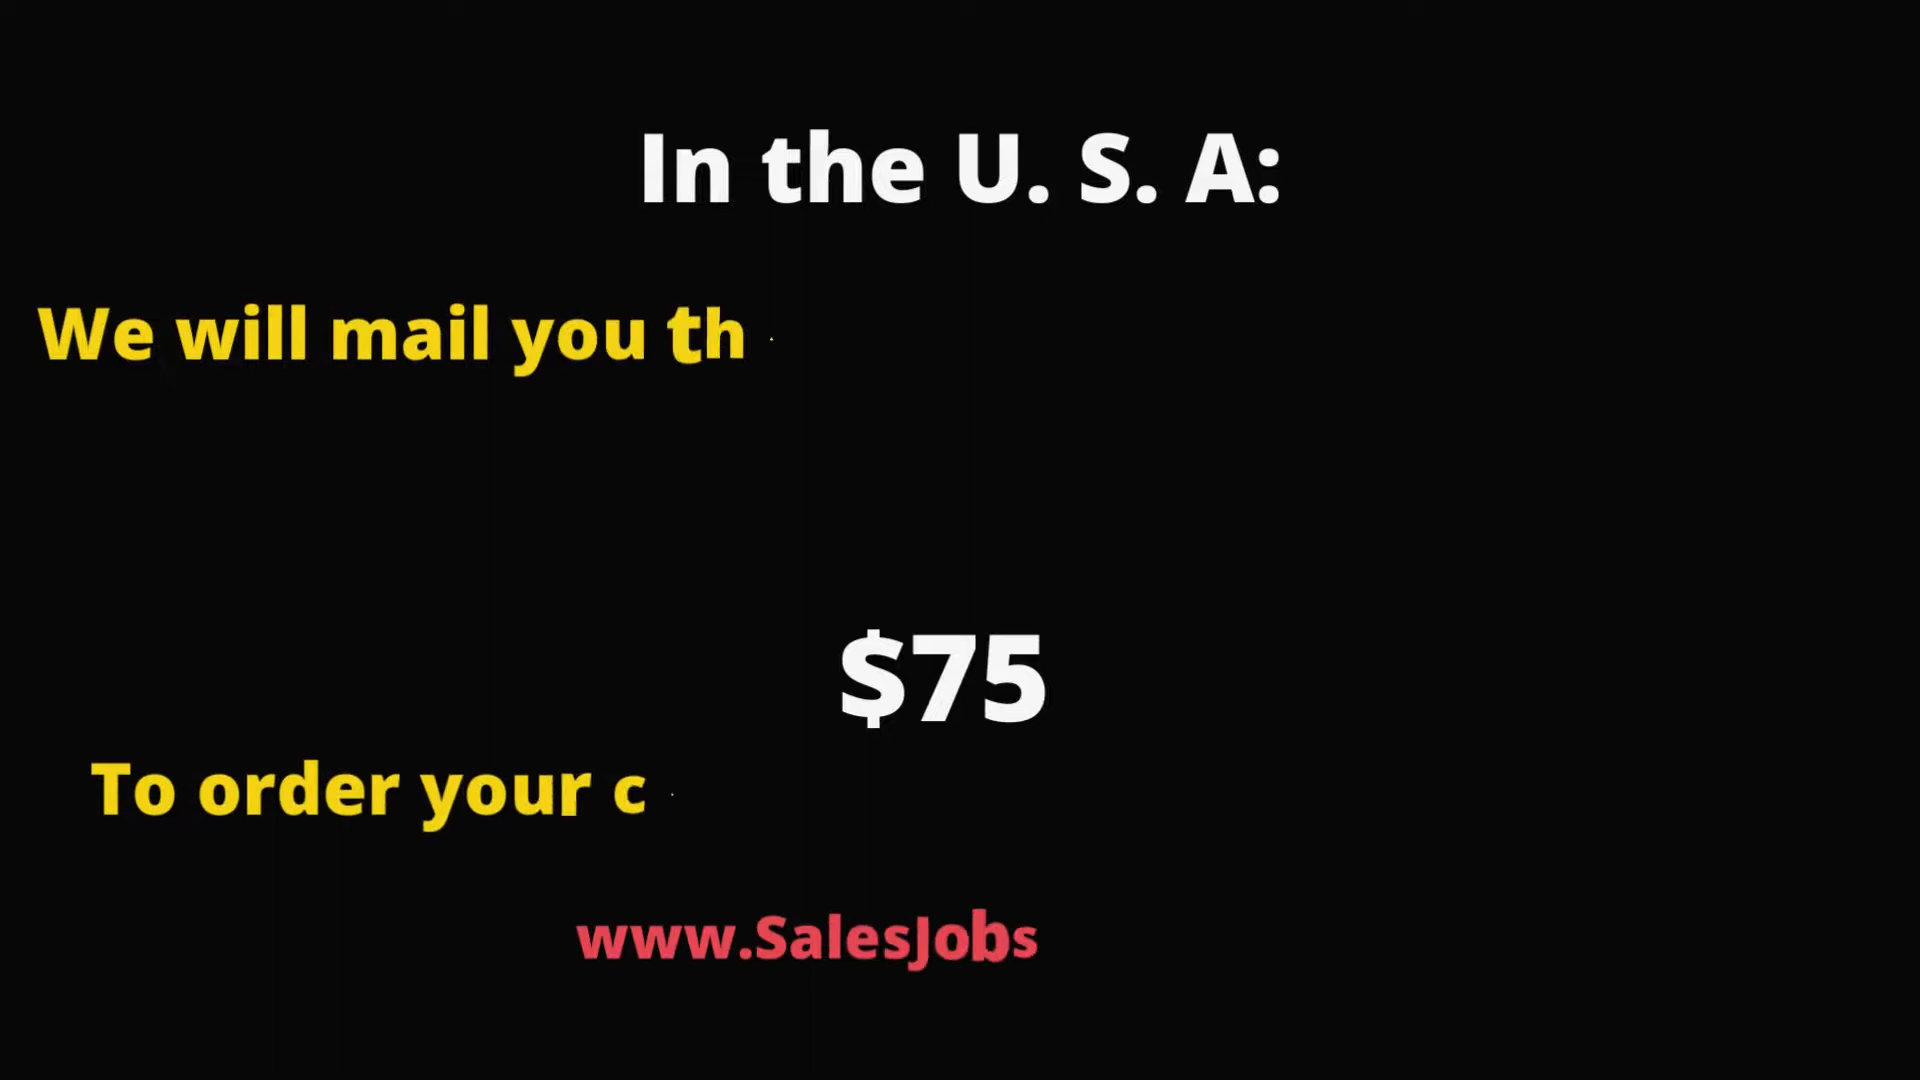 In the U. S. A:
We will mail you th
$75
To order your c
www.SalesJobs